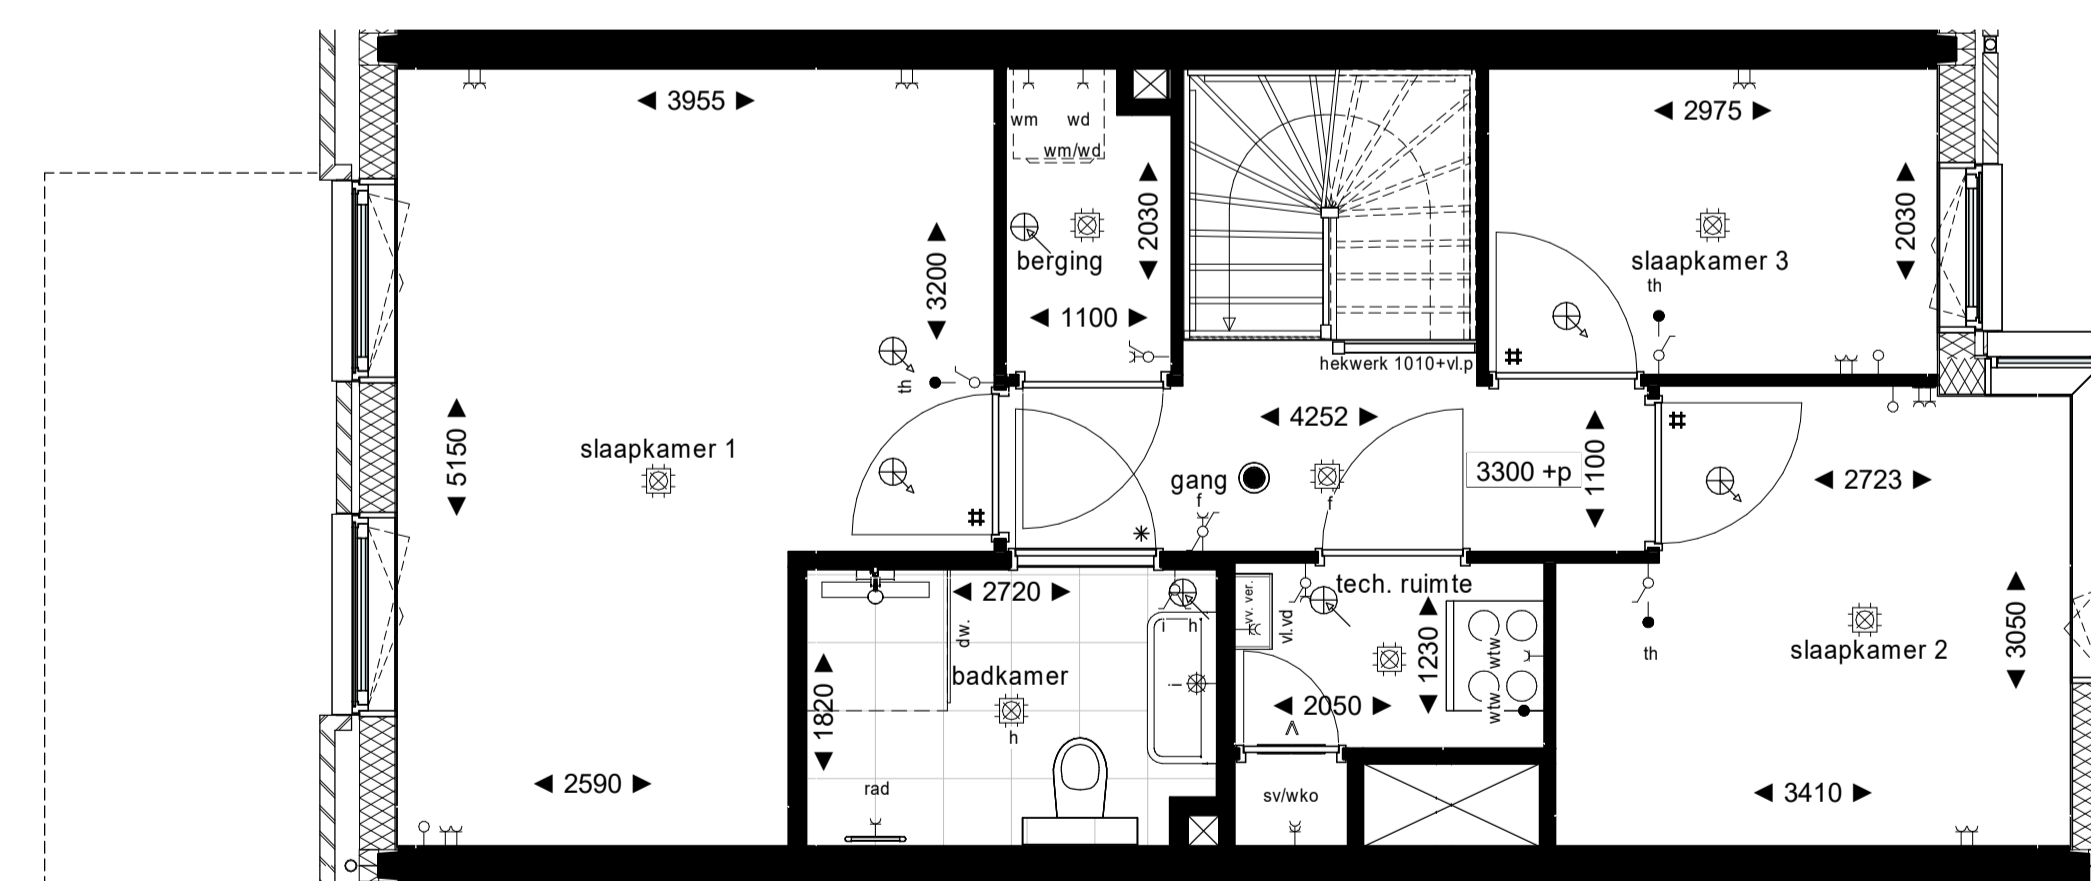 3955
2975
wm wd
wm/wd
2030
2030
3200
berging
slaapkamer 3
th
1100
hekwerk 1010+vl.p
th
4252
5150
slaapkamer 1
1100
3300 +p
gang
f
f
2723
2720
tech. ruimte
vv. ver.
vl.vd
i h
dw.
1230
wtw
wtw
3050
slaapkamer 2
th
badkamer
h
1820
i
2050
2590
rad
sv/wko
3410